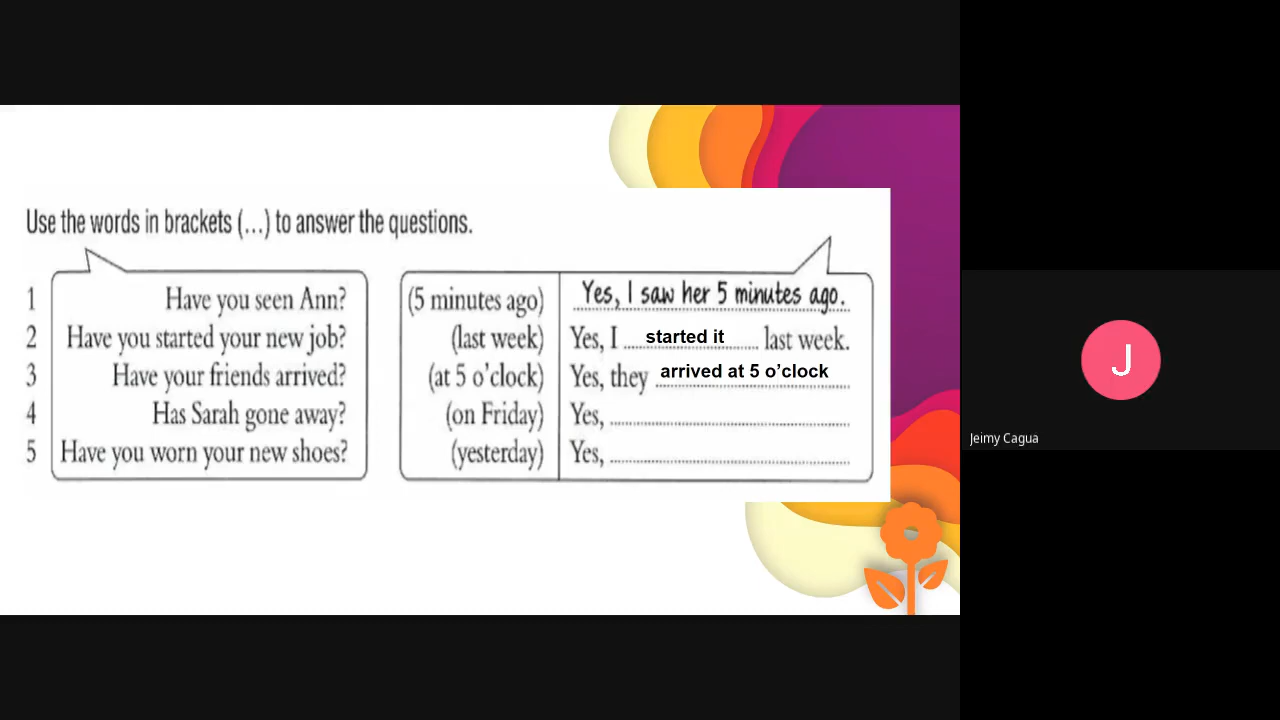 Use the words in brackets (...) to answer the questions.
1 Have you seen Ann? (5 minutes ago) Yes, I saw her 5 minutes ago.
2 Have you started your new job? (last week) Yes, I started it last week.
3 Have your friends arrived? (at 5 o'clock) Yes, they arrived at 5 o’clock
4 Has Sarah gone away? (on Friday) Yes,
5 Have you worn your new shoes? (yesterday) Yes,
J
Jeimy Cagua